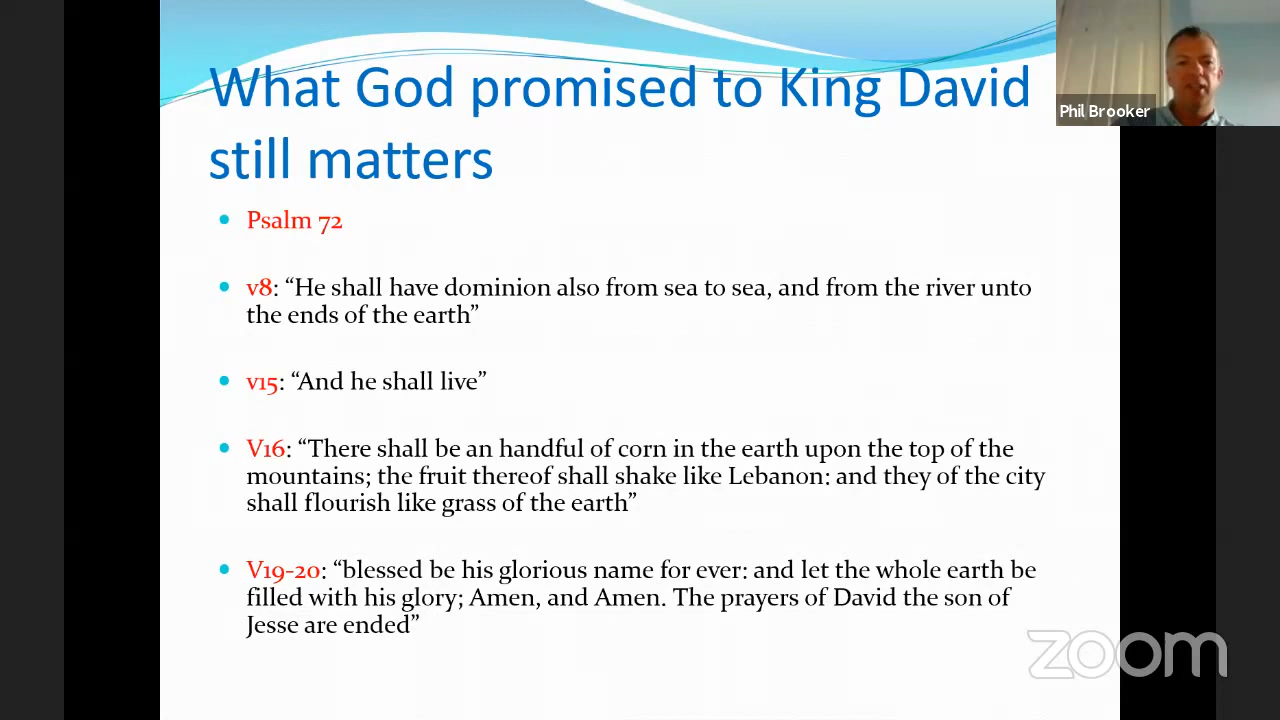 What God promised to King David
still matters
Phil Brooker
• Psalm 72
• v8: “He shall have dominion also from sea to sea, and from the river unto
the ends of the earth”
• v15: “And he shall live”
• V16: “There shall be an handful of corn in the earth upon the top of the
mountains; the fruit thereof shall shake like Lebanon: and they of the city
shall flourish like grass of the earth”
• V19-20: “blessed be his glorious name for ever: and let the whole earth be
filled with his glory; Amen, and Amen. The prayers of David the son of
Jesse are ended”
zoom